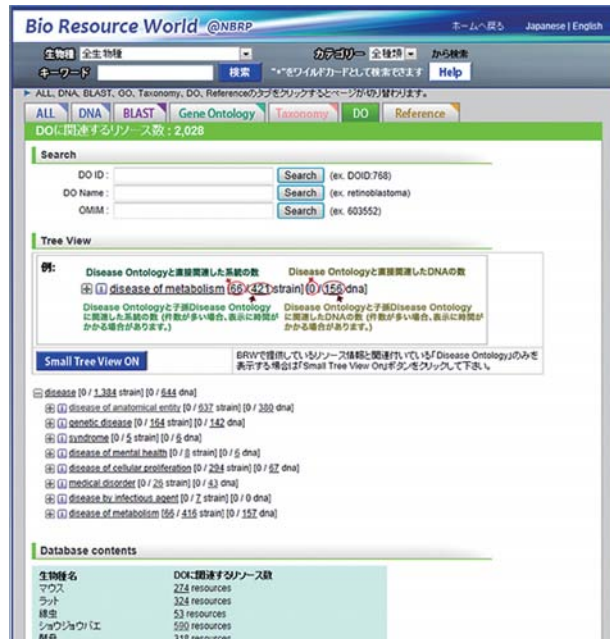 Bio Resource World @NBRP
ホームへ戻る Japanese | English
生物種 全生物種 カテゴリー 全種類 から検索
キーワード 検索 "*"をワイルドカードとして検索できます Help
ALL, DNA, BLAST, GO, Taxonomy, DO, Referenceのタブをクリックするとページが切り替わります。
ALL DNA BLAST Gene Ontology Taxonomy DO Reference
DOに関連するリソース数 : 2,028
Search
DO ID : Search (ex. DOID:768)
DO Name : Search (ex. retinoblastoma)
OMIM : Search (ex. 603552)
Tree View
例:
Disease Ontologyと直接関連した系統の数 Disease Ontologyと直接関連したDNAの数
disease of metabolism [66 / 421 strain] [0 / 156 dna]
Disease Ontologyと子孫Disease Ontology Disease Ontologyと子孫Disease Ontology
に関連した系統の数 (件数が多い場合、表示に時間が に関連したDNAの数 (件数が多い場合、表示に時間が
かかる場合があります。) かかる場合があります。)
Small Tree View ON
BRWで提供しているリソース情報と関連付いている「Disease Ontology」のみを
表示する場合は「Small Tree View On」ボタンをクリックして下さい。
disease [0 / 1,384 strain] [0 / 644 dna]
disease of anatomical entity [0 / 637 strain] [0 / 380 dna]
genetic disease [0 / 164 strain] [0 / 142 dna]
syndrome [0 / 5 strain] [0 / 6 dna]
disease of mental health [0 / 8 strain] [0 / 6 dna]
disease of cellular proliferation [0 / 294 strain] [0 / 67 dna]
medical disorder [0 / 26 strain] [0 / 43 dna]
disease by infectious agent [0 / 7 strain] [0 / 0 dna]
disease of metabolism [66 / 416 strain] [0 / 157 dna]
Database contents
生物種名 DOに関連するリソース数
マウス 274 resources
ラット 324 resources
線虫 53 resources
ショウジョウバエ 590 resources
酵母 318 resources